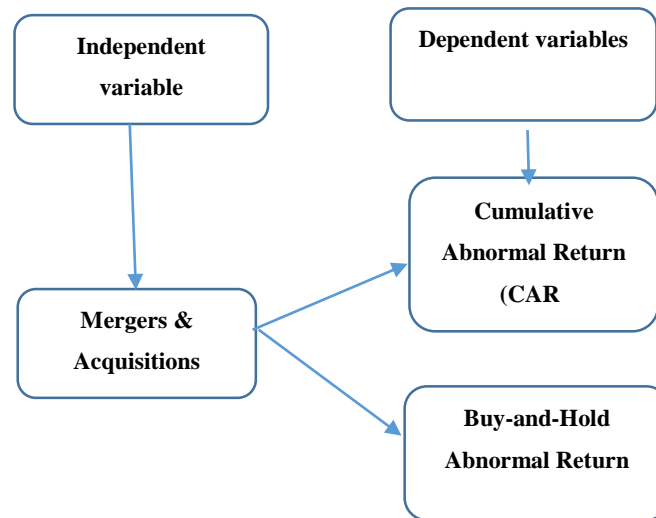 Independent
variable
Dependent variables
Cumulative
Abnormal Return
(CAR
Mergers &
Acquisitions
Buy-and-Hold
Abnormal Return